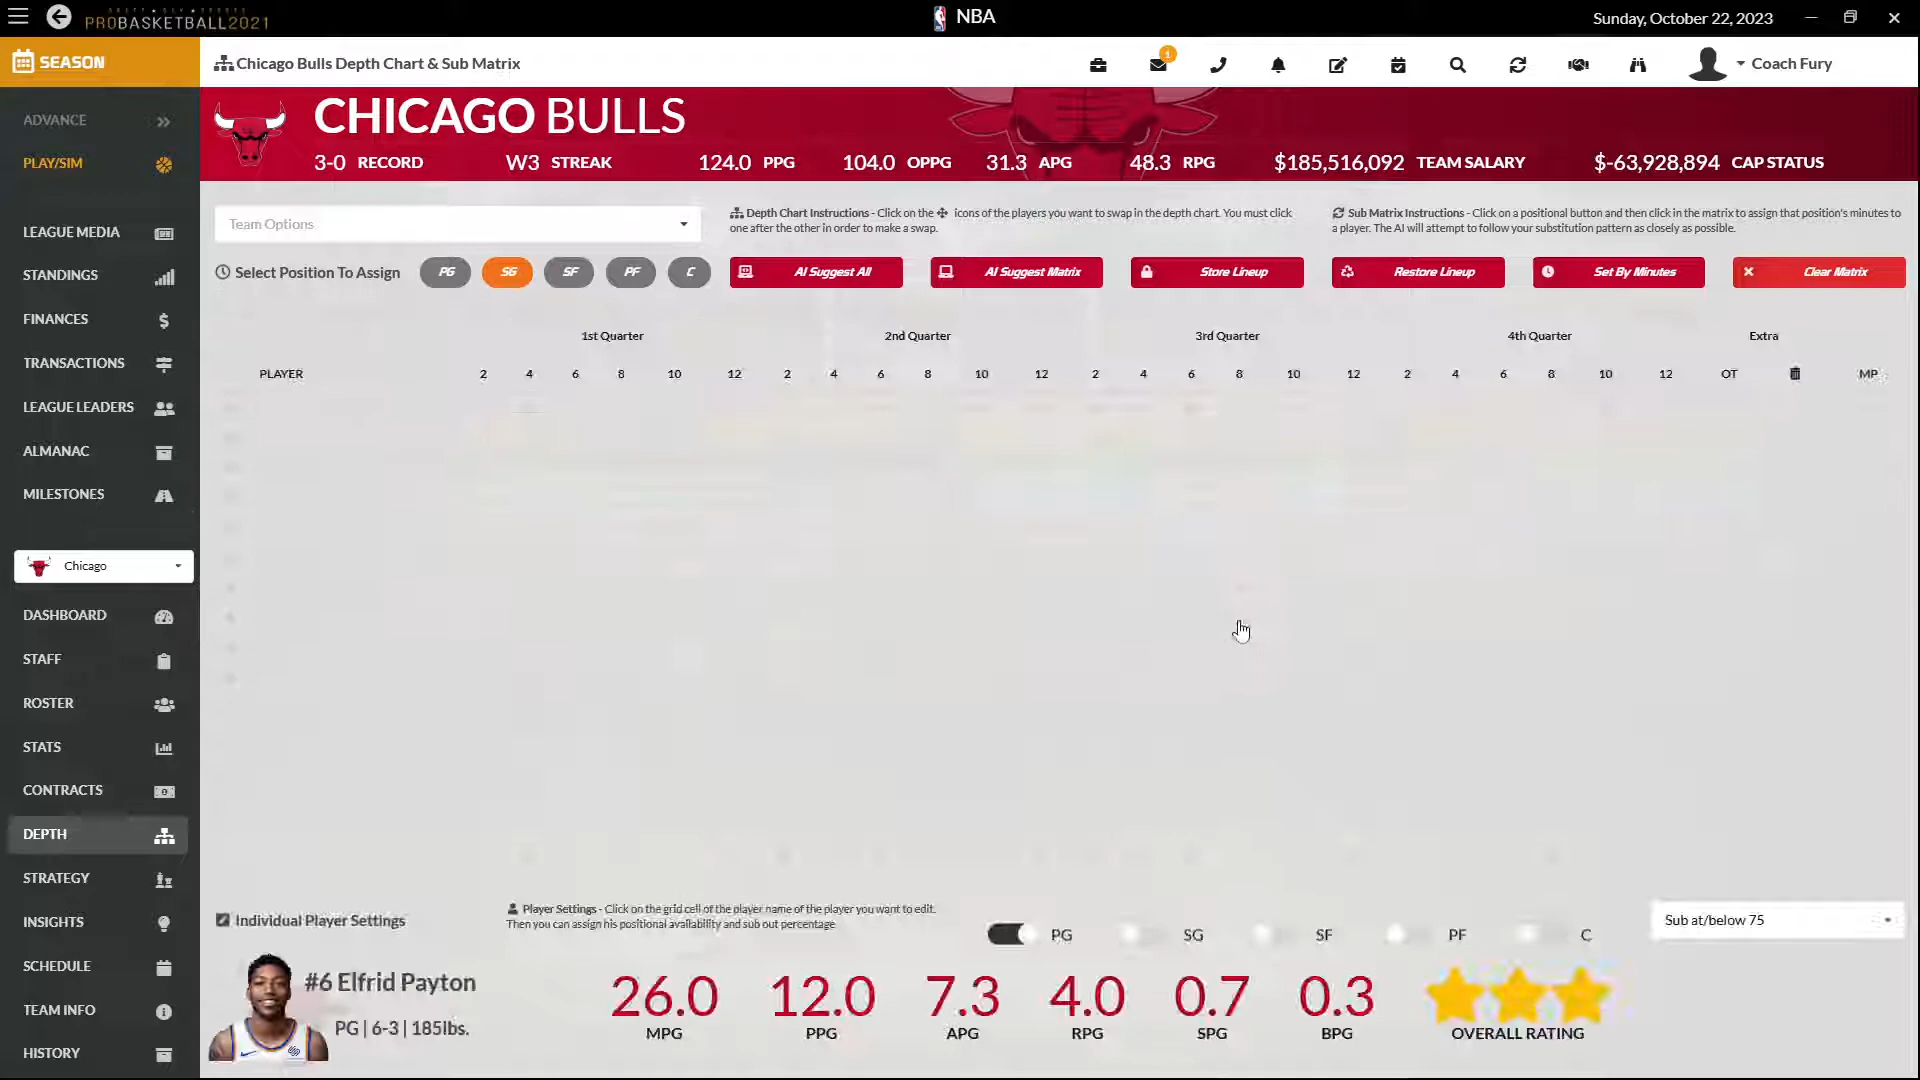 DRAFT DAY SPORTS
PROBASKETBALL2021
NBA
Sunday, October 22, 2023
SEASON
Chicago Bulls Depth Chart & Sub Matrix
1
Coach Fury
ADVANCE
PLAY/SIM
LEAGUE MEDIA
STANDINGS
FINANCES
TRANSACTIONS
LEAGUE LEADERS
ALMANAC
MILESTONES
Chicago
DASHBOARD
STAFF
ROSTER
STATS
CONTRACTS
DEPTH
STRATEGY
INSIGHTS
SCHEDULE
TEAM INFO
HISTORY
CHICAGO BULLS
3-0 RECORD W3 STREAK 124.0 PPG 104.0 OPPG 31.3 APG 48.3 RPG $185,516,092 TEAM SALARY $-63,928,894 CAP STATUS
Team Options
Depth Chart Instructions - Click on the icons of the players you want to swap in the depth chart. You must click
one after the other in order to make a swap.
Sub Matrix Instructions - Click on a positional button and then click in the matrix to assign that position's minutes to
a player. The AI will attempt to follow your substitution pattern as closely as possible.
Select Position To Assign PG SG SF PF C AI Suggest All AI Suggest Matrix Store Lineup Restore Lineup Set By Minutes Clear Matrix
1st Quarter 2nd Quarter 3rd Quarter 4th Quarter Extra
PLAYER 2 4 6 8 10 12 2 4 6 8 10 12 2 4 6 8 10 12 2 4 6 8 10 12 OT MP
Individual Player Settings
Player Settings - Click on the grid cell of the player name of the player you want to edit.
Then you can assign his positional availability and sub out percentage
PG SG SF PF C
Sub at/below 75
#6 Elfrid Payton
PG | 6-3 | 185lbs.
26.0 12.0 7.3 4.0 0.7 0.3
MPG PPG APG RPG SPG BPG OVERALL RATING